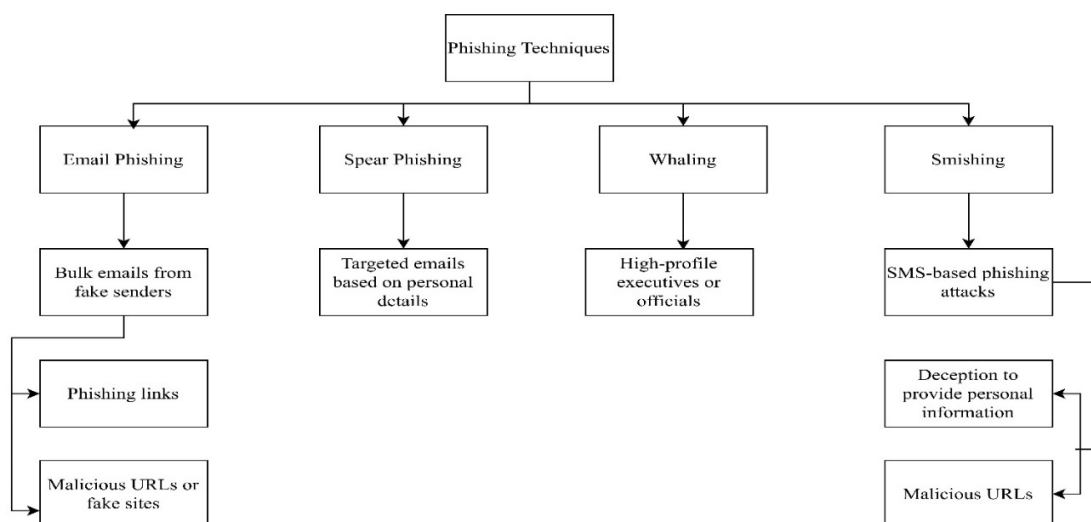 Phishing Techniques
Email Phishing
Spear Phishing
Whaling
Smishing
Bulk emails from
fake senders
Targeted emails
based on personal
details
High-profile
executives or
officials
SMS-based phishing
attacks
Phishing links
Deception to
provide personal
information
Malicious URLs or
fake sites
Malicious URLs